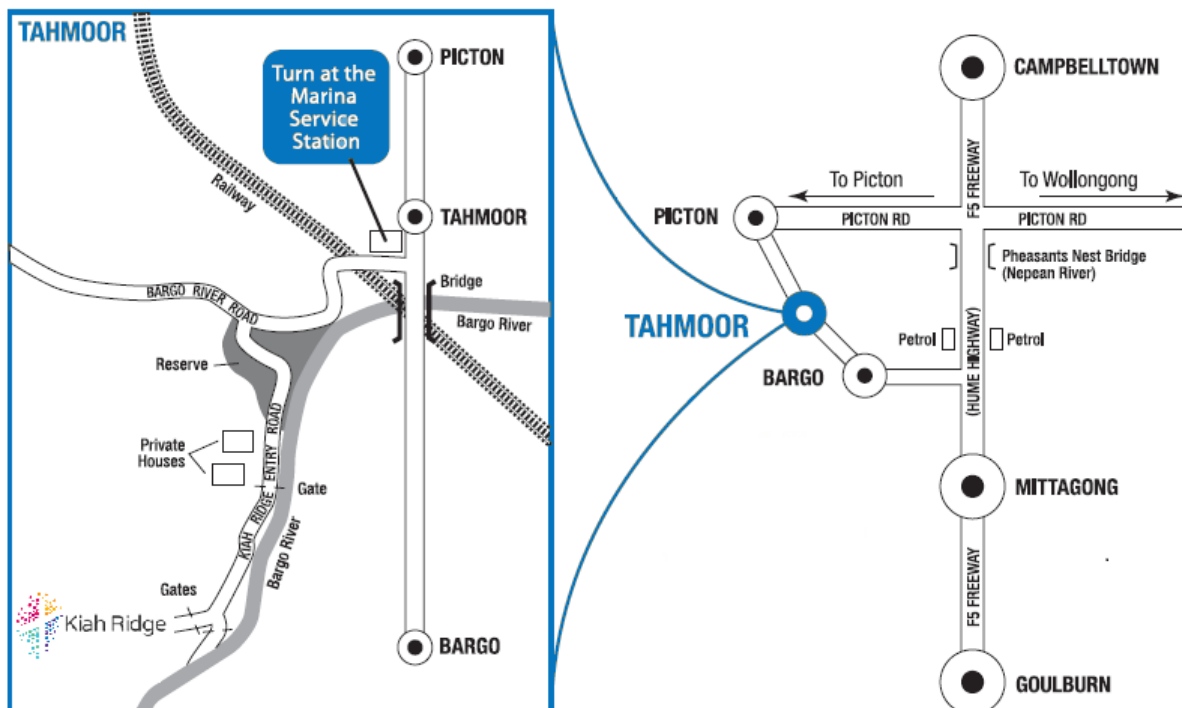 TAHMOOR
PICTON
Turn at the
Marina
Service
Station
Railway
TAHMOOR
BARGO RIVER ROAD
Bridge
Bargo River
Reserve
Private
Houses
KIAH RIDGE ENTRY ROAD
Gate
Bargo River
Gates
Kiah Ridge
BARGO
CAMPBELLTOWN
F5 FREEWAY
To Picton
To Wollongong
PICTON
PICTON RD
PICTON RD
Pheasants Nest Bridge
(Nepean River)
TAHMOOR
Petrol
Petrol
(HUME HIGHWAY)
BARGO
MITTAGONG
F5 FREEWAY
GOULBURN